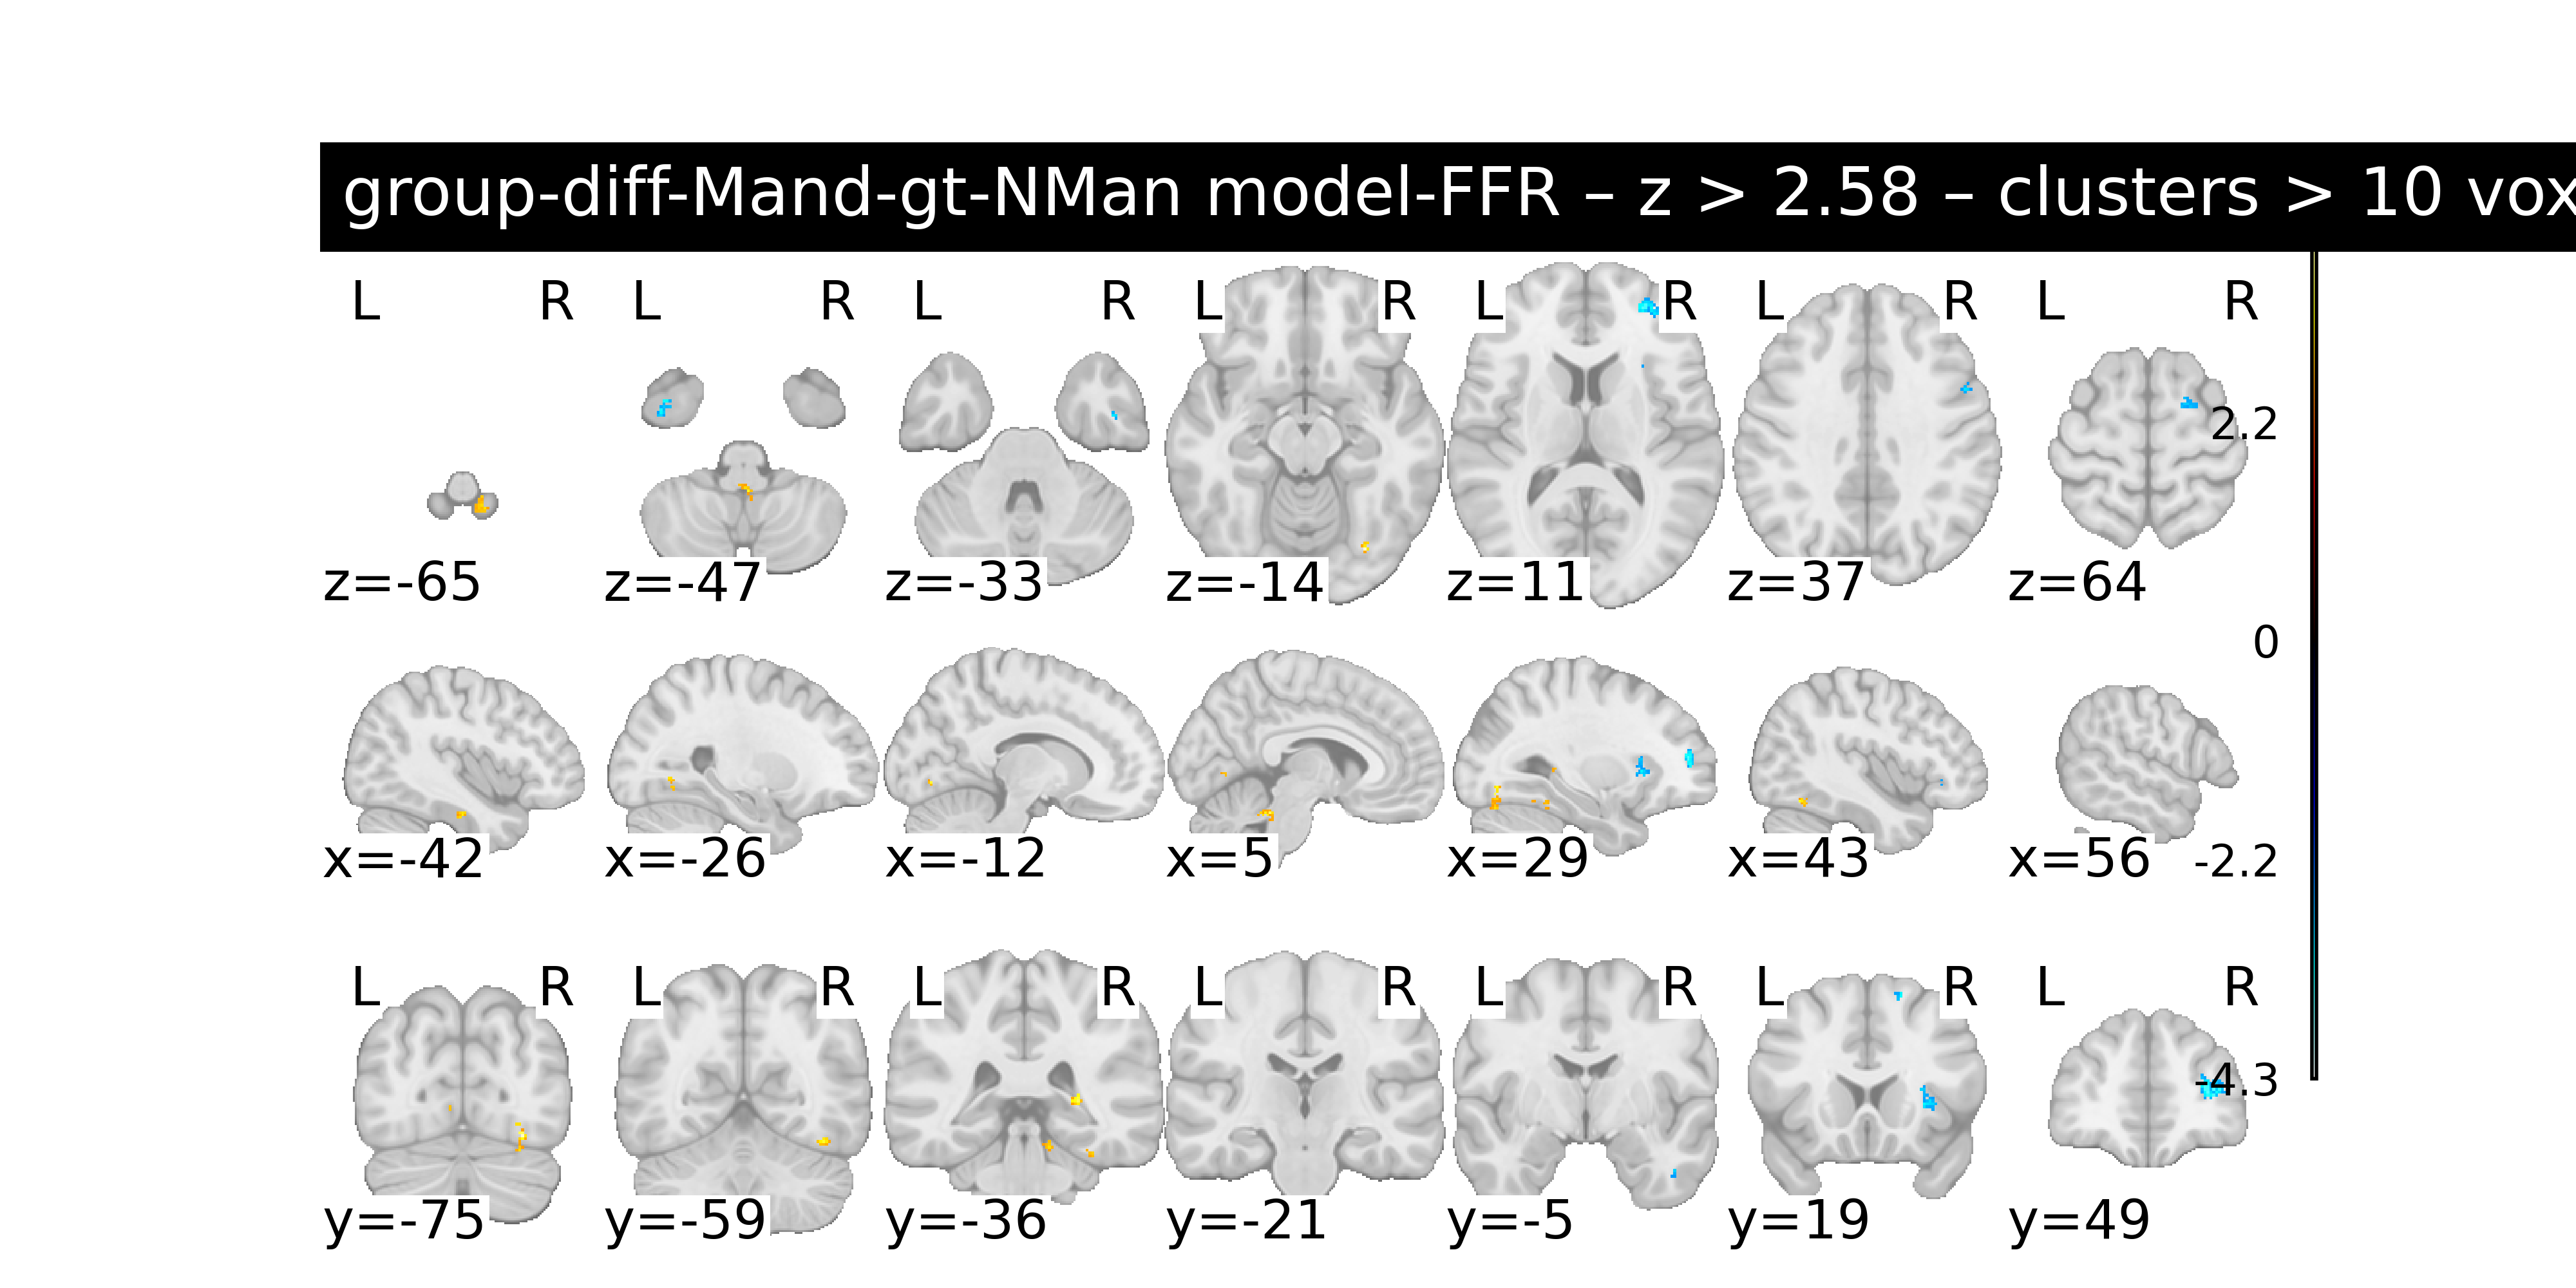 group-diff-Mand-gt-NMan model-FFR – z > 2.58 – clusters > 10 vox
L R L R L R L R L R L R L R
2.2
z=-65 z=-47 z=-33 z=-14 z=11 z=37 z=64
0
x=-42 x=-26 x=-12 x=5 x=29 x=43 x=56 -2.2
L R L R L R L R L R L R L R
-4.3
y=-75 y=-59 y=-36 y=-21 y=-5 y=19 y=49